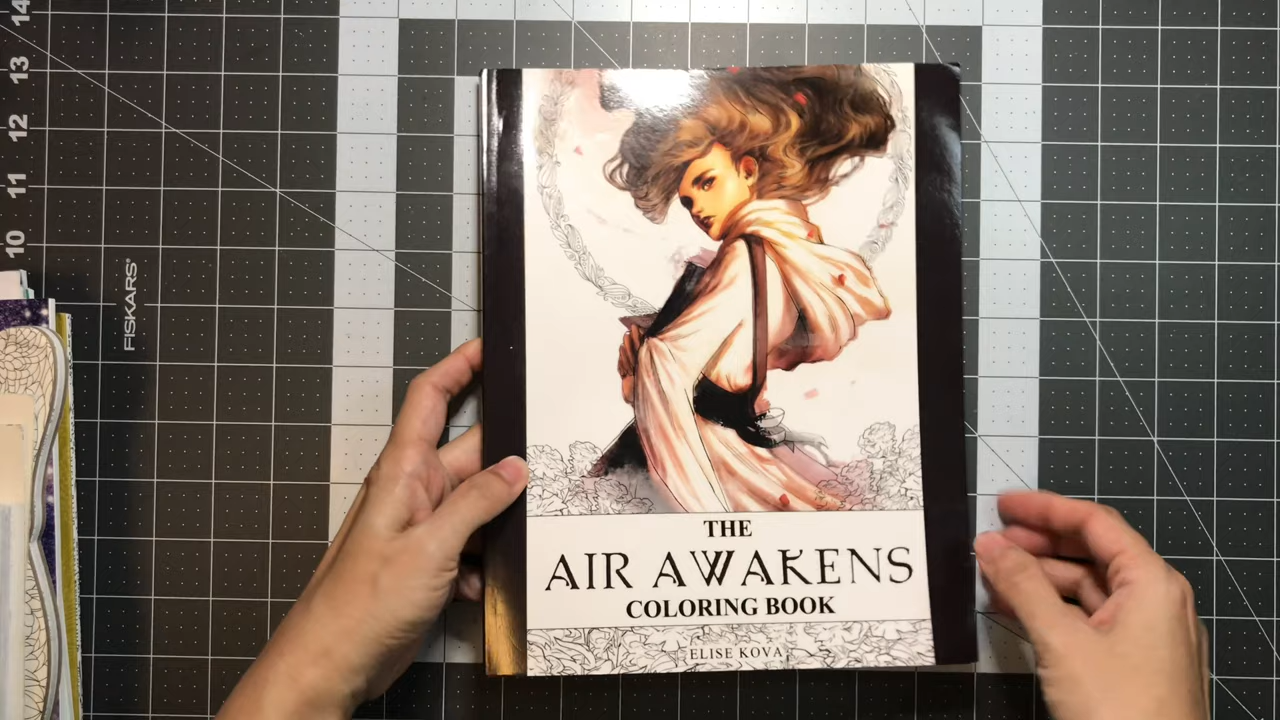 14
13
12
11
10
FISKARS®
THE
AIR AWAKENS
COLORING BOOK
ELISE KOVA